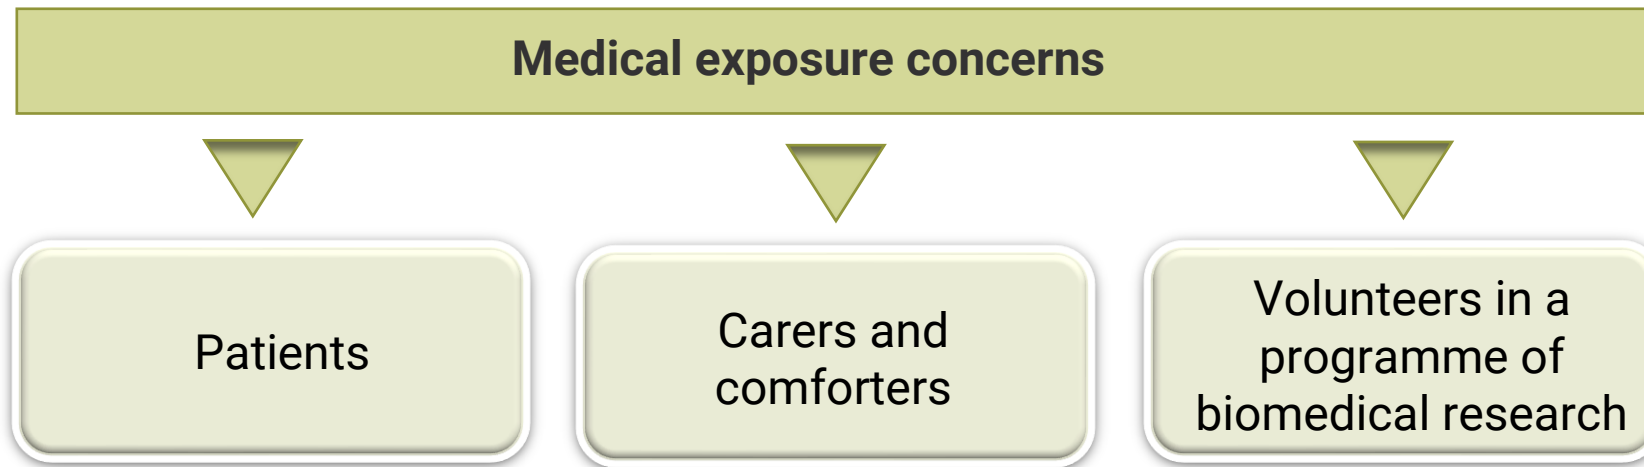 Medical exposure concerns
Patients
Carers and
comforters
Volunteers in a
programme of
biomedical research